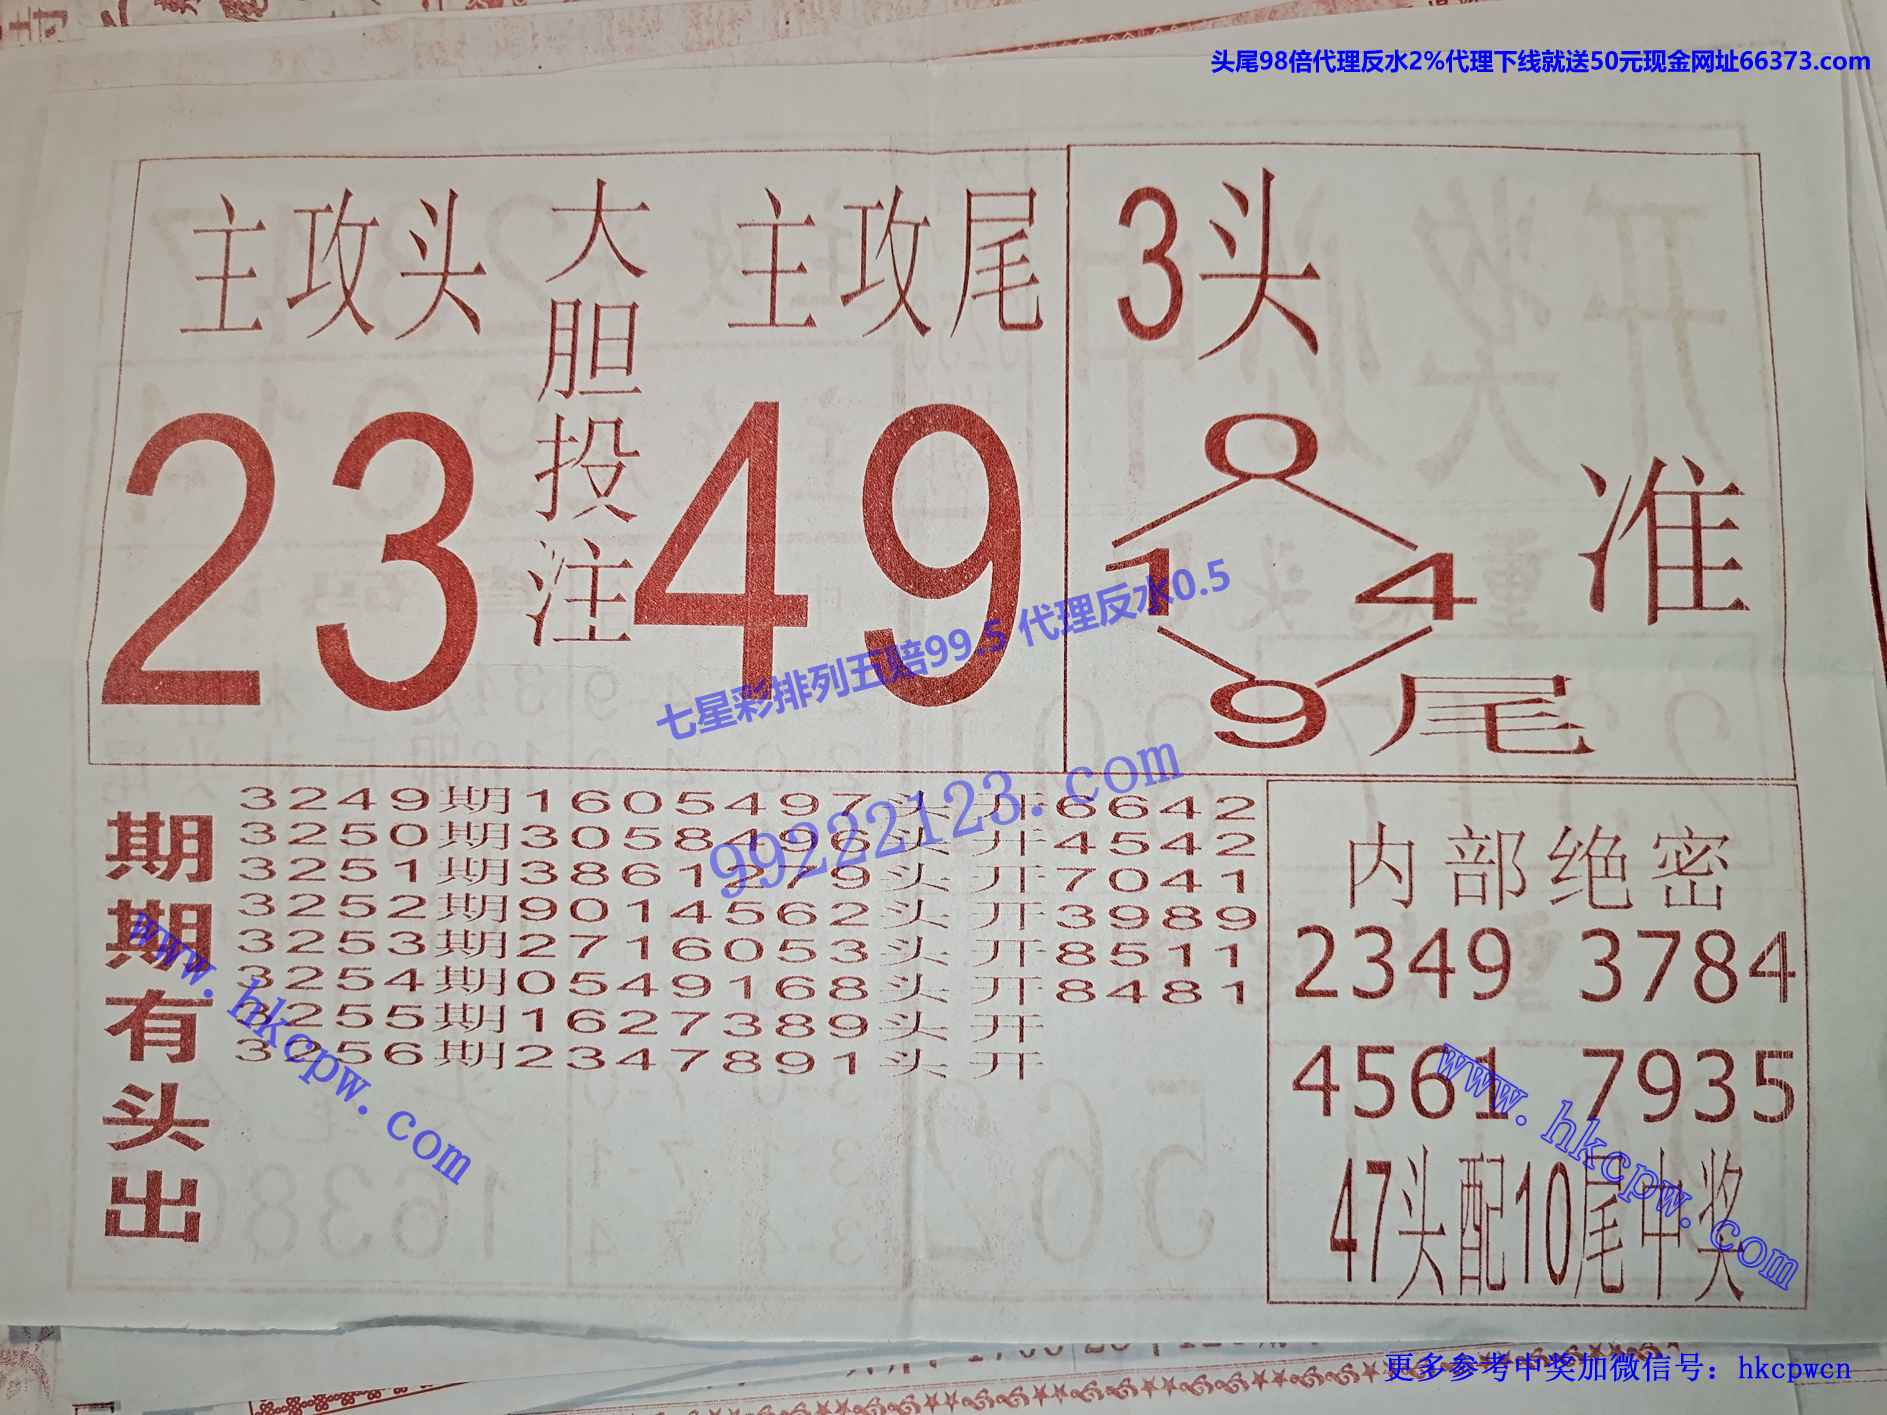 头尾98倍代理反水2%代理下线就送50元现金网址66373.com
主攻头 大胆投注 主攻尾
23 49
3头
0
1 4
准
9尾
七星彩排列五赔99.5 代理反水0.5
99222123.com
期期有头出
3249期1605497头 开6642
3250期3058496头 开4542
3251期3861279头 开7041
3252期9014562头 开3989
3253期2716053头 开8511
3254期0549168头 开8481
3255期1627389头 开
3256期2347891头 开
www.hkcpw.com
内部绝密
2349 3784
4561 7935
47头配10尾中奖
www.hkcpw.com
更多参考中奖加微信号：hkcpwcn